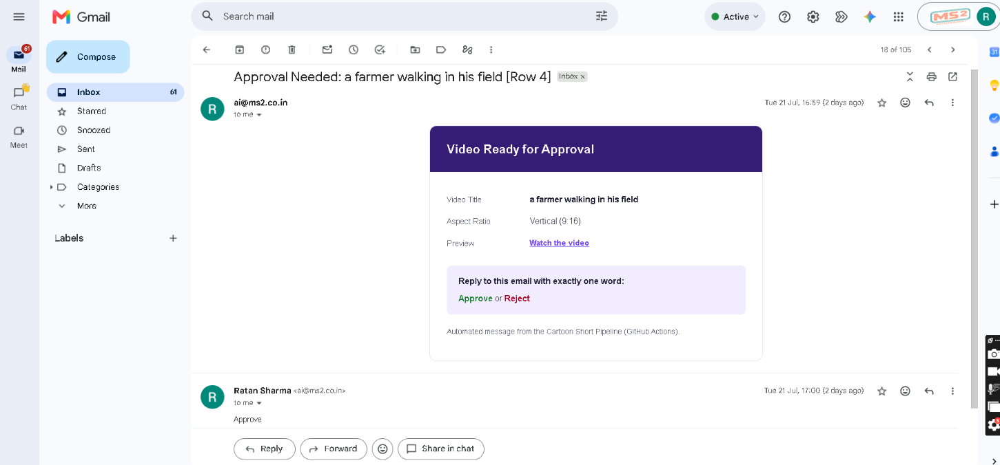 Gmail
Search mail
Active
MS2
R
61
Mail
Chat
Meet
Compose
Inbox 61
Starred
Snoozed
Sent
Drafts
Categories
More
Labels
18 of 105
31
Approval Needed: a farmer walking in his field [Row 4] Inbox ×
R
ai@ms2.co.in
to me
Tue 21 Jul, 16:59 (2 days ago)
Video Ready for Approval
Video Title a farmer walking in his field
Aspect Ratio Vertical (9:16)
Preview Watch the video
Reply to this email with exactly one word:
Approve or Reject
Automated message from the Cartoon Short Pipeline (GitHub Actions).
R
Ratan Sharma <ai@ms2.co.in>
to me
Tue 21 Jul, 17:00 (2 days ago)
Approve
Reply
Forward
Share in chat
5